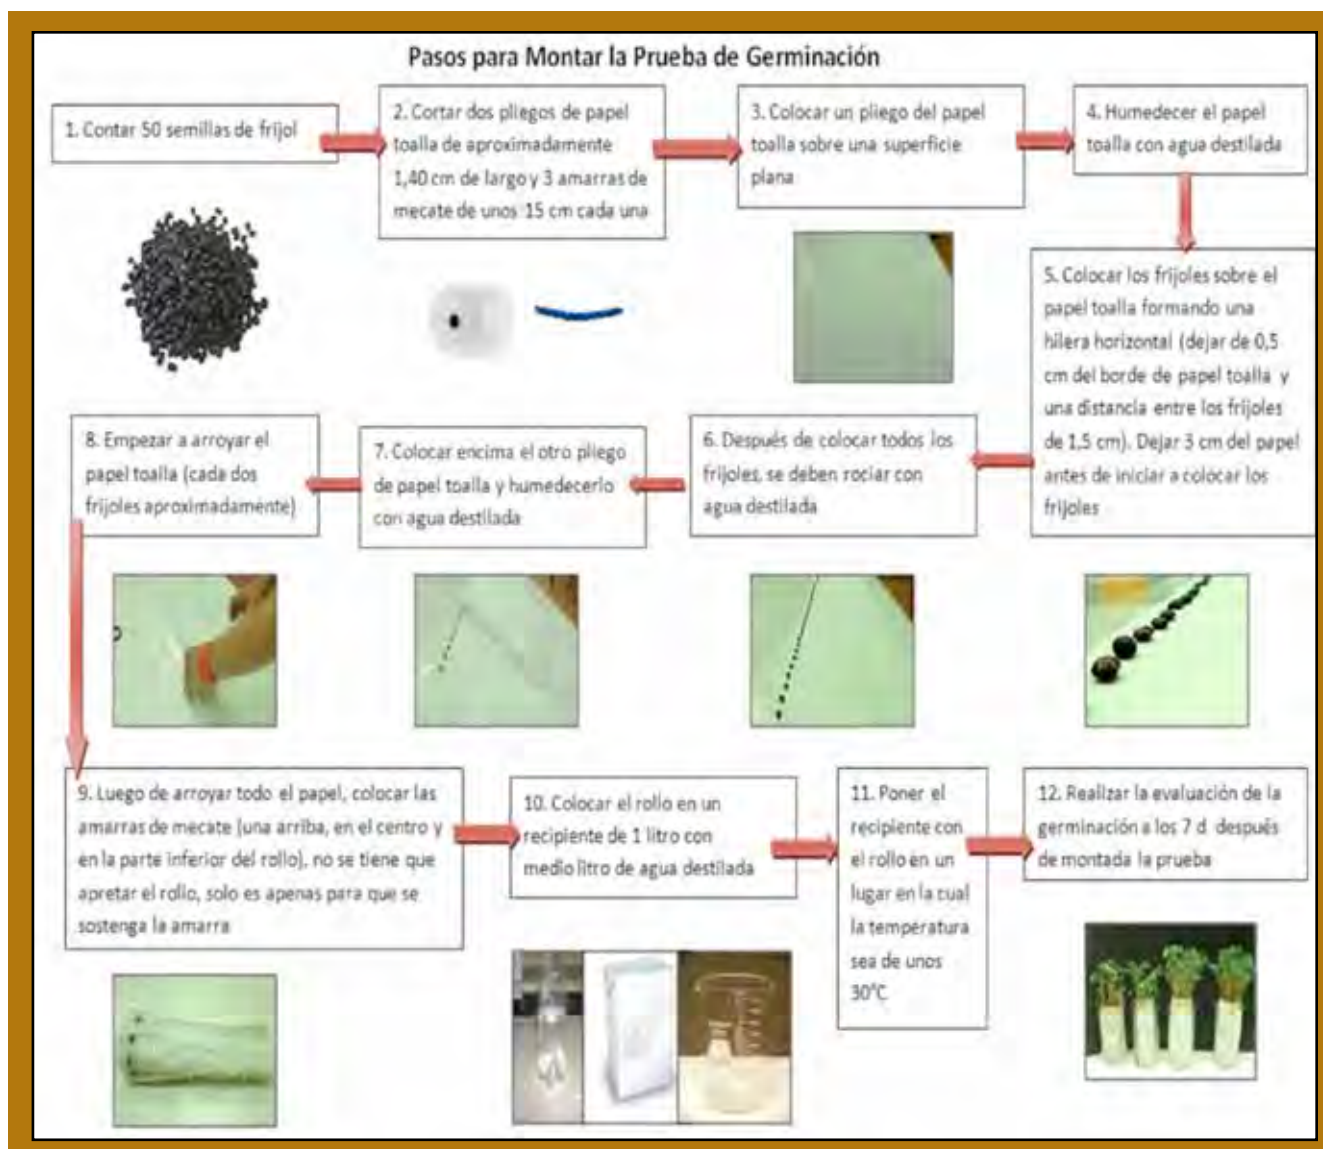 Pasos para Montar la Prueba de Germinación
1. Contar 50 semillas de frijol
2. Cortar dos pliegos de papel
toalla de aproximadamente
1,40 cm de largo y 3 amarras de
mecate de unos 15 cm cada una
3. Colocar un pliego del papel
toalla sobre una superficie
plana
4. Humedecer el papel
toalla con agua destilada
5. Colocar los frijoles sobre el
papel toalla formando una
hilera horizontal (dejar de 0,5
cm del borde de papel toalla y
una distancia entre los frijoles
de 1,5 cm). Dejar 3 cm del papel
antes de iniciar a colocar los
frijoles
6. Después de colocar todos los
frijoles, se deben rociar con
agua destilada
7. Colocar encima el otro pliego
de papel toalla y humedecerlo
con agua destilada
8. Empezar a arroyar el
papel toalla (cada dos
frijoles aproximadamente)
9. Luego de arroyar todo el papel, colocar las
amarras de mecate (una arriba, en el centro y
en la parte inferior del rollo), no se tiene que
apretar el rollo, solo es apenas para que se
sostenga la amarra
10. Colocar el rollo en un
recipiente de 1 litro con
medio litro de agua destilada
11. Poner el
recipiente con
el rollo en un
lugar en la cual
la temperatura
sea de unos
30°C
12. Realizar la evaluación de la
germinación a los 7 d después
de montada la prueba